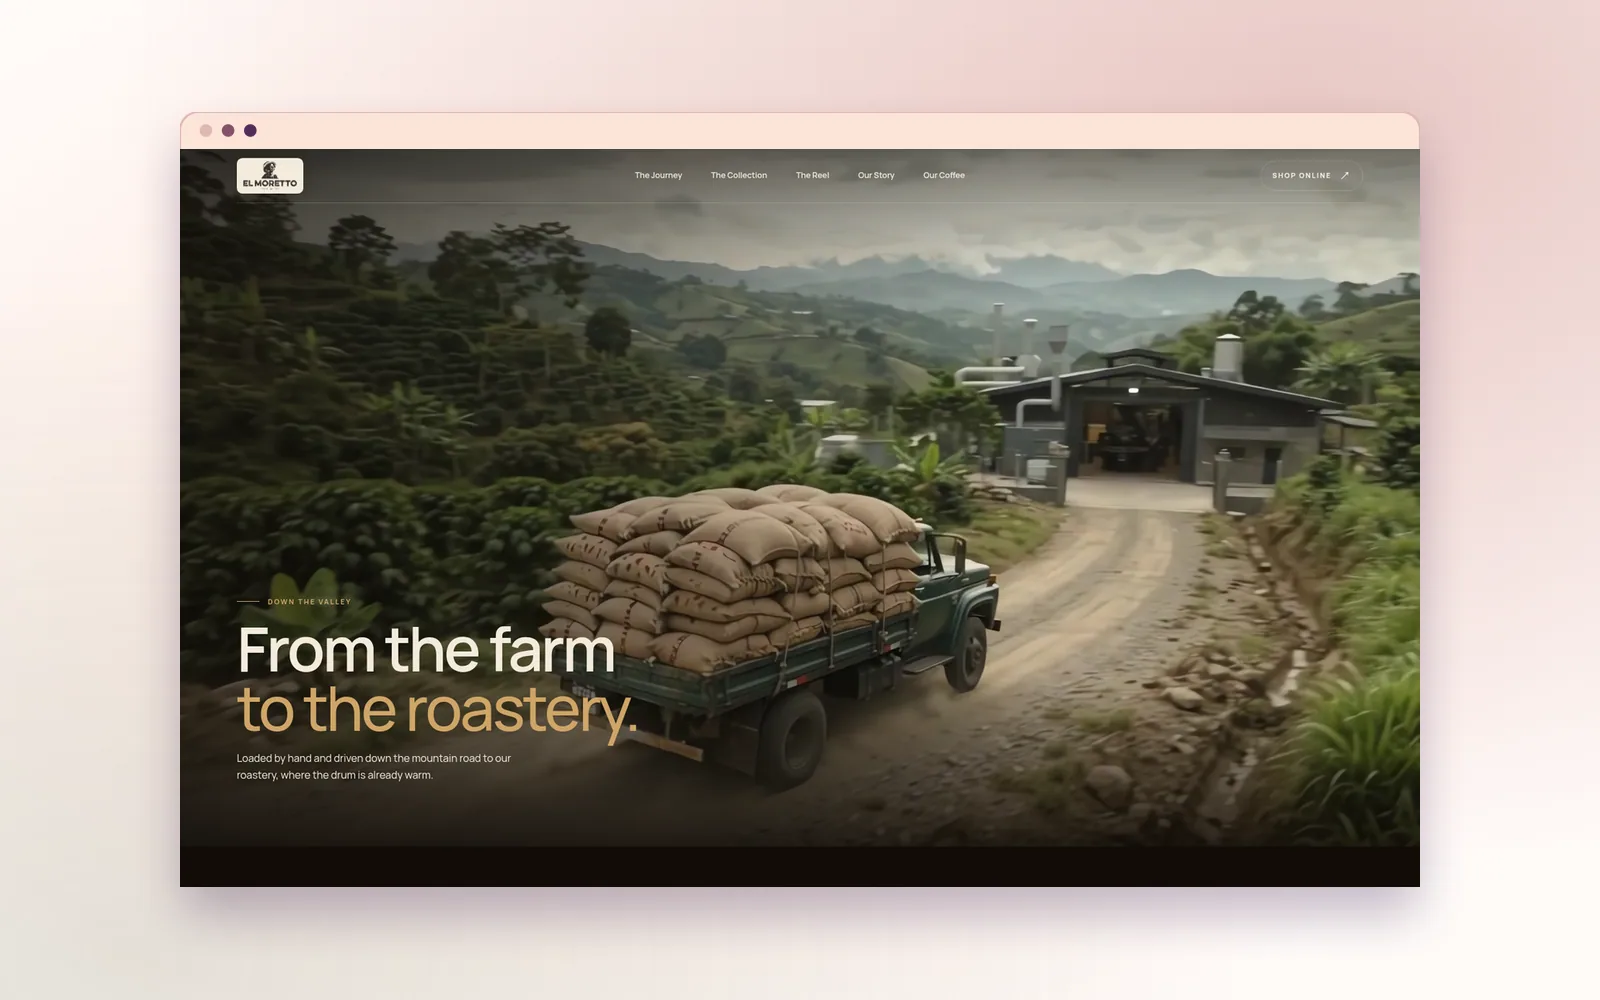 EL MORETTO
The Journey
The Collection
The Reel
Our Story
Our Coffee
SHOP ONLINE
DOWN THE VALLEY
From the farm
to the roastery.
Loaded by hand and driven down the mountain road to our
roastery, where the drum is already warm.